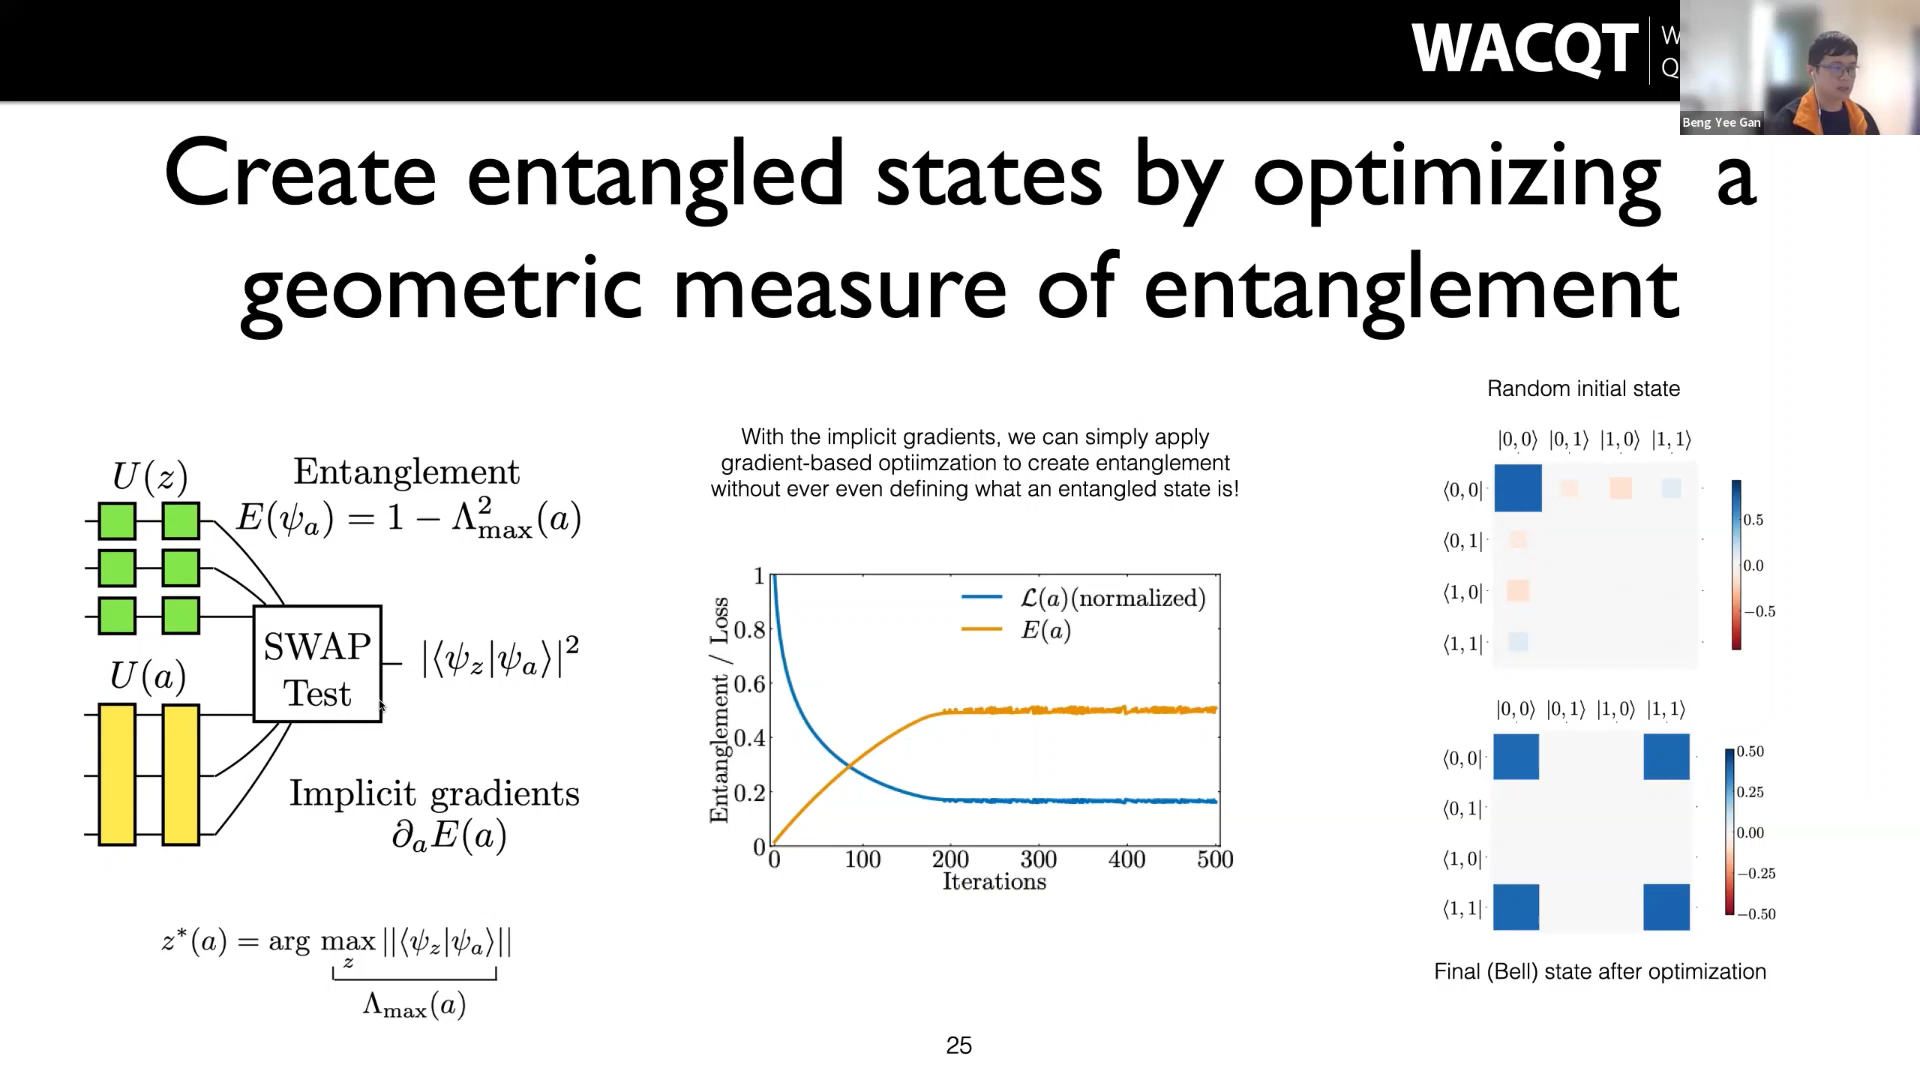 WACQT
W
Q
Beng Yee Gan
Create entangled states by optimizing a
geometric measure of entanglement
U(z)
Entanglement
E(ψₐ) = 1 − Λ²ₘₐₓ(a)
SWAP
Test
|⟨ψ_z|ψₐ⟩|²
U(a)
Implicit gradients
∂ₐE(a)
z*(a) = arg max ||⟨ψ_z|ψₐ⟩||
z
Λₘₐₓ(a)
With the implicit gradients, we can simply apply
gradient-based optiimzation to create entanglement
without ever even defining what an entangled state is!
Entanglement / Loss
1
0.8
0.6
0.4
0.2
0
ℒ(a)(normalized)
E(a)
0 100 200 300 400 500
Iterations
Random initial state
|0,0⟩ |0,1⟩ |1,0⟩ |1,1⟩
⟨0,0|
⟨0,1|
⟨1,0|
⟨1,1|
0.5
0.0
−0.5
|0,0⟩ |0,1⟩ |1,0⟩ |1,1⟩
⟨0,0|
⟨0,1|
⟨1,0|
⟨1,1|
0.50
0.25
0.00
−0.25
−0.50
Final (Bell) state after optimization
25